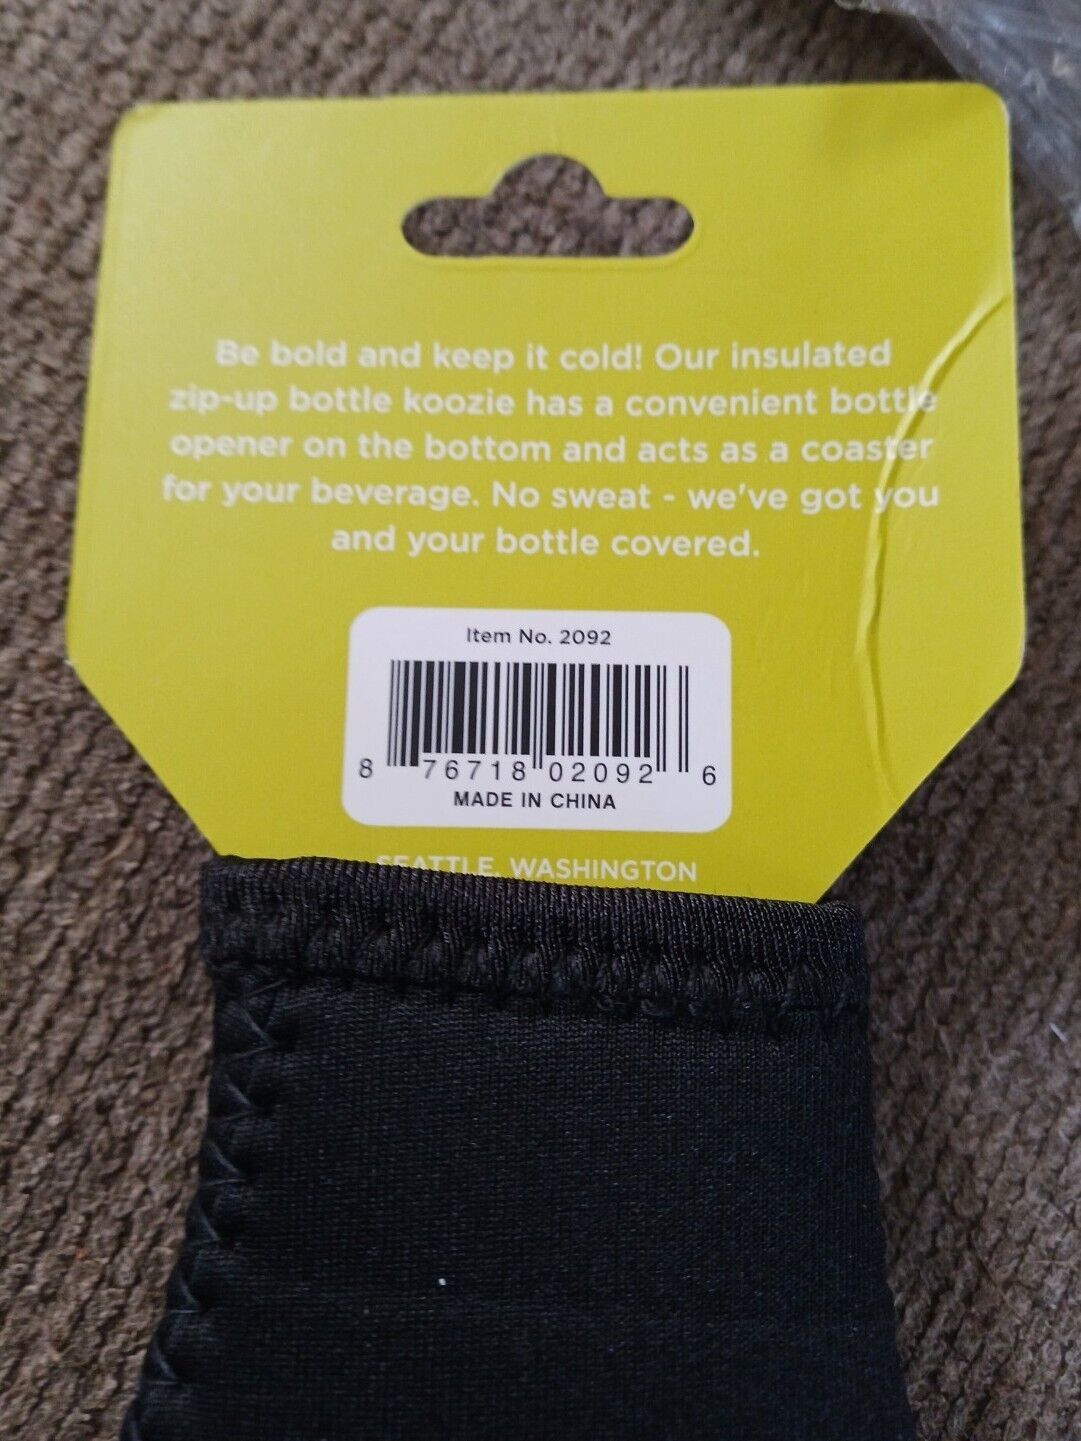 Be bold and keep it cold! Our insulated
zip-up bottle koozie has a convenient bottle
opener on the bottom and acts as a coaster
for your beverage. No sweat - we've got you
and your bottle covered.
Item No. 2092
8 76718 02092 6
MADE IN CHINA
SEATTLE, WASHINGTON